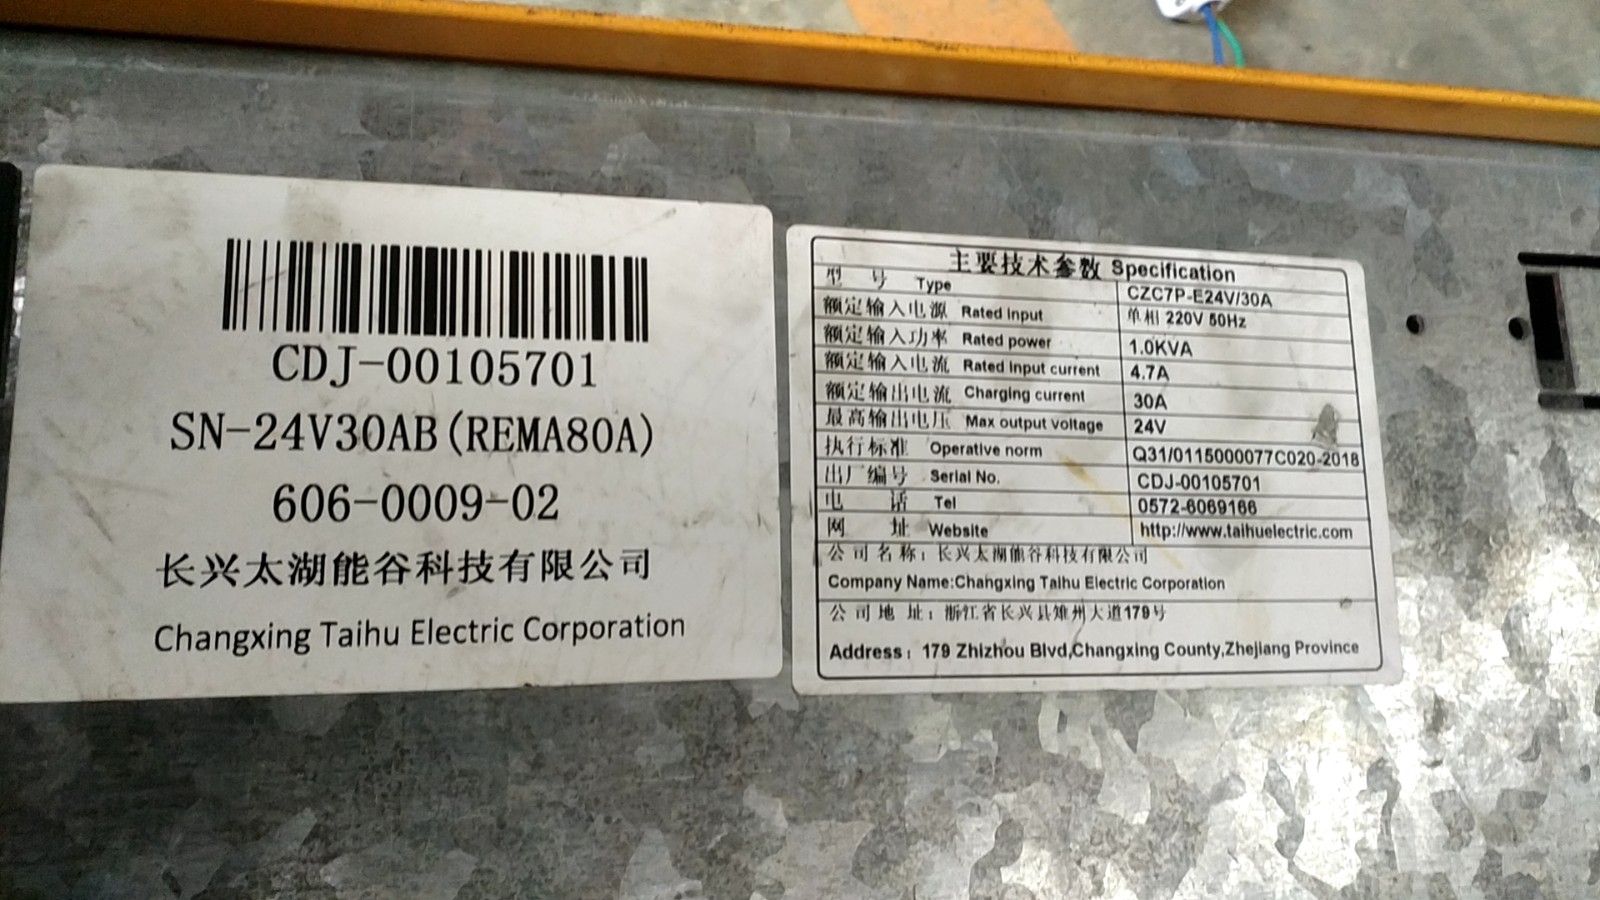 CDJ-00105701
SN-24V30AB(REMA80A)
606-0009-02
长兴太湖能谷科技有限公司
Changxing Taihu Electric Corporation
主要技术参数 Specification
型 号 Type CZC7P-E24V/30A
额定输入电源 Rated input 单相 220V 50Hz
额定输入功率 Rated power 1.0KVA
额定输入电流 Rated input current 4.7A
额定输出电流 Charging current 30A
最高输出电压 Max output voltage 24V
执行标准 Operative norm Q31/0115000077C020-2018
出厂编号 Serial No. CDJ-00105701
电 话 Tel 0572-6069166
网 址 Website http://www.taihuelectric.com
公 司 名 称：长兴太湖能谷科技有限公司
Company Name:Changxing Taihu Electric Corporation
公 司 地 址：浙江省长兴县雉州大道179号
Address：179 Zhizhou Blvd,Changxing County,Zhejiang Province